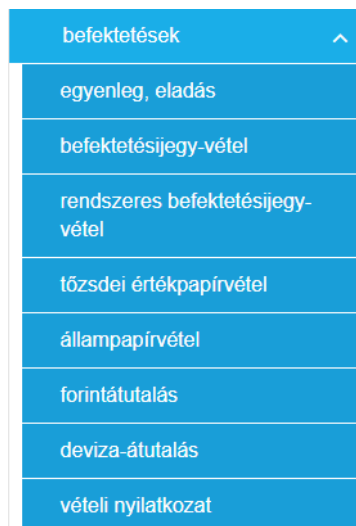 befektetések
egyenleg, eladás
befektetésijegy-vétel
rendszeres befektetésijegy-
vétel
tőzsdei értékpapírvétel
állampapírvétel
forintátutalás
deviza-átutalás
vételi nyilatkozat